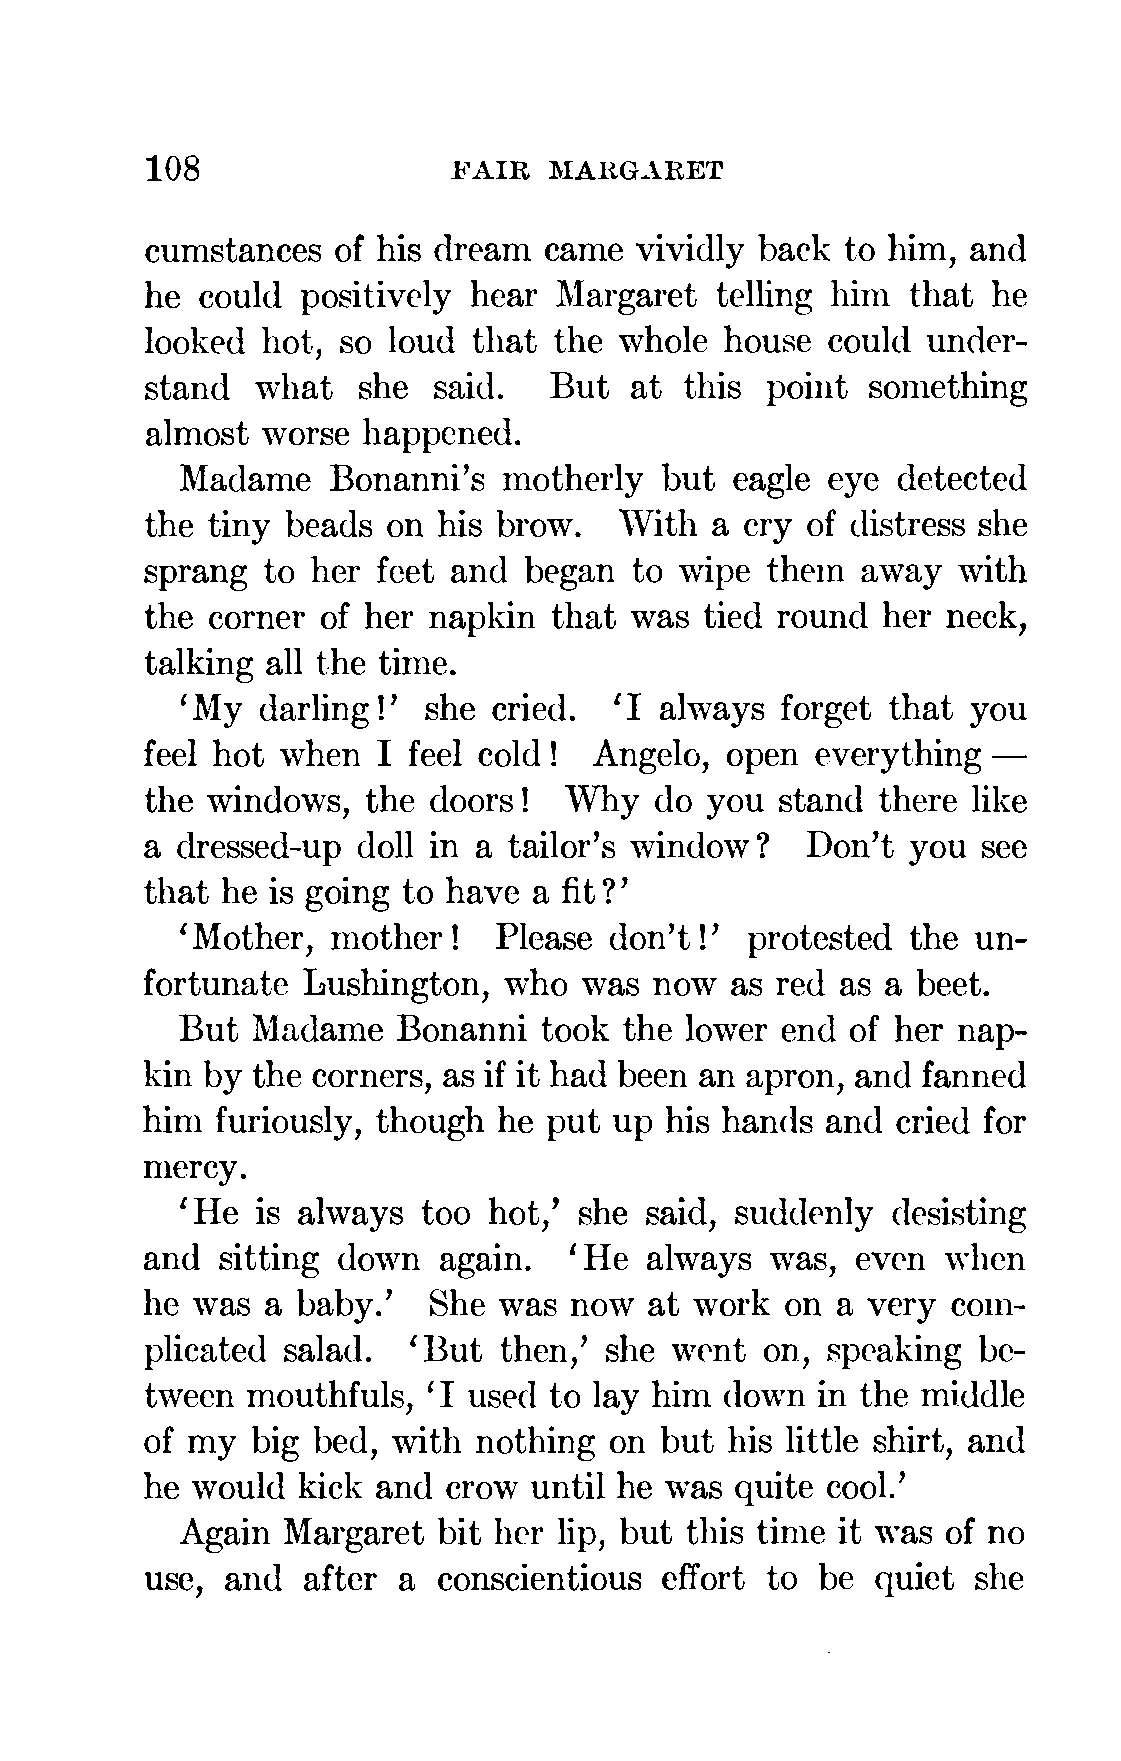 108 FAIR MARGARET
cumstances of his dream came vividly back to him, and
he could positively hear Margaret telling him that he
looked hot, so loud that the whole house could under-
stand what she said. But at this point something
almost worse happened.
Madame Bonanni's motherly but eagle eye detected
the tiny beads on his brow. With a cry of distress she
sprang to her feet and began to wipe them away with
the corner of her napkin that was tied round her neck,
talking all the time.
‘My darling!’ she cried. ‘I always forget that you
feel hot when I feel cold! Angelo, open everything —
the windows, the doors! Why do you stand there like
a dressed-up doll in a tailor's window? Don't you see
that he is going to have a fit?’
‘Mother, mother! Please don't!’ protested the un-
fortunate Lushington, who was now as red as a beet.
But Madame Bonanni took the lower end of her nap-
kin by the corners, as if it had been an apron, and fanned
him furiously, though he put up his hands and cried for
mercy.
‘He is always too hot,’ she said, suddenly desisting
and sitting down again. ‘He always was, even when
he was a baby.’ She was now at work on a very com-
plicated salad. ‘But then,’ she went on, speaking be-
tween mouthfuls, ‘I used to lay him down in the middle
of my big bed, with nothing on but his little shirt, and
he would kick and crow until he was quite cool.’
Again Margaret bit her lip, but this time it was of no
use, and after a conscientious effort to be quiet she